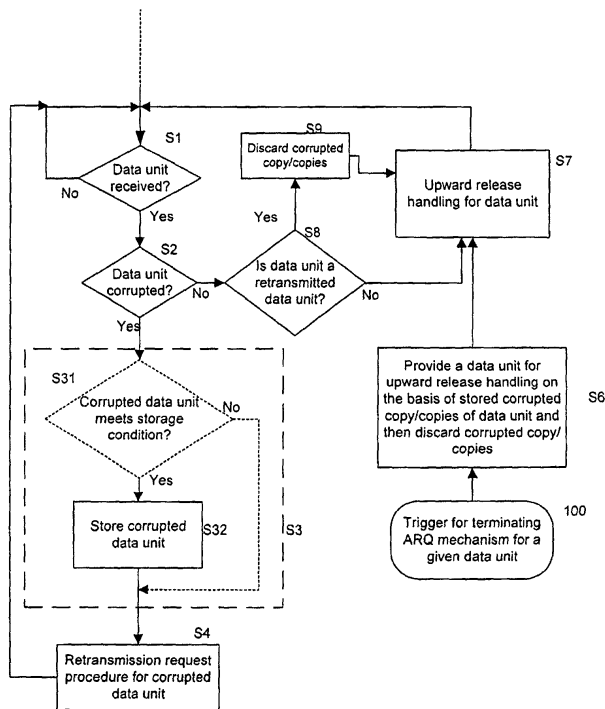 S1
Data unit
received?
No
Yes
S2
Data unit
corrupted?
No
Yes
S9
Discard corrupted
copy/copies
Yes
S8
Is data unit a
retransmitted
data unit?
No
S7
Upward release
handling for data unit
S31
Corrupted data unit
meets storage
condition?
No
Yes
Store corrupted
data unit
S32
S3
S4
Retransmission request
procedure for corrupted
data unit
Provide a data unit for
upward release handling on
the basis of stored corrupted
copy/copies of data unit and
then discard corrupted copy/
copies
S6
Trigger for terminating
ARQ mechanism for a
given data unit
100